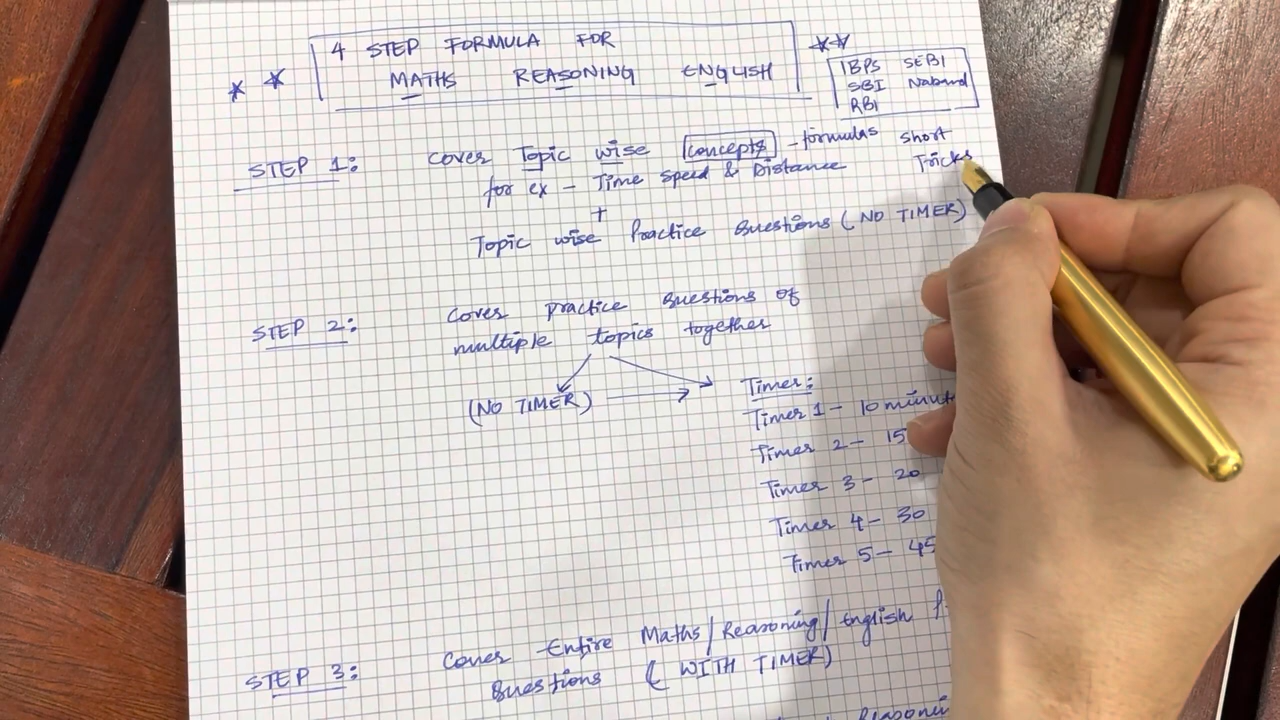 4 STEP FORMULA FOR
MATHS REASONING ENGLISH
IBPS SEBI
SBI Nabard
RBI
STEP 1: Cover Topic wise concepts - formulas short Tricks
for ex - Time Speed & Distance
+
Topic wise Practice Questions (NO TIMER)
STEP 2: Cover practice Questions of
multiple topics together
(NO TIMER)
Timer:
Timer 1 - 10 minut
Timer 2 - 15
Timer 3 - 20
Timer 4 - 30
Timer 5 - 45
STEP 3: Cover Entire Maths/Reasoning/English
Questions (WITH TIMER)